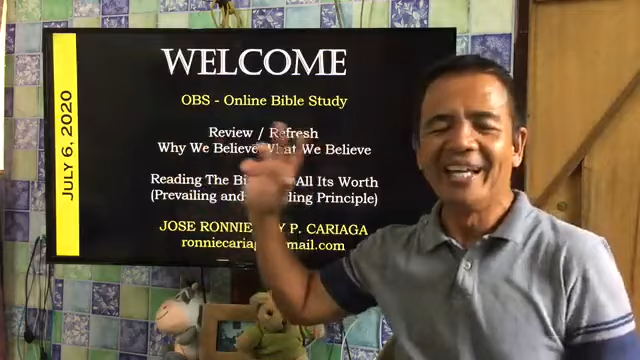 JULY 6, 2020
WELCOME
OBS - Online Bible Study
Review / Refresh
Why We Believe What We Believe
Reading The All Its Worth
(Prevailing and Principle)
JOSE RONNIE P. CARIAGA